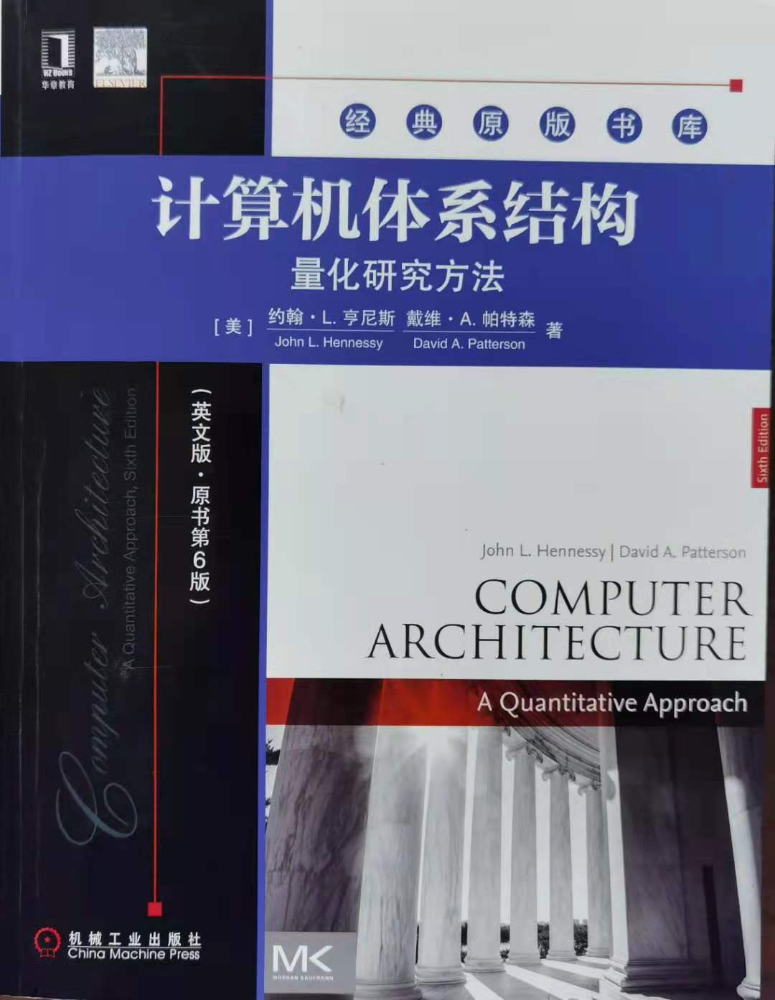 HZ BOOKS
华章教育
ELSEVIER
经典原版书库
计算机体系结构
量化研究方法
[美] 约翰·L. 亨尼斯 戴维·A. 帕特森 著
John L. Hennessy David A. Patterson
(英文版·原书第6版)
Computer Architecture
A Quantitative Approach, Sixth Edition
Sixth Edition
John L. Hennessy | David A. Patterson
COMPUTER
ARCHITECTURE
A Quantitative Approach
机械工业出版社
China Machine Press
MK
MORGAN KAUFMANN